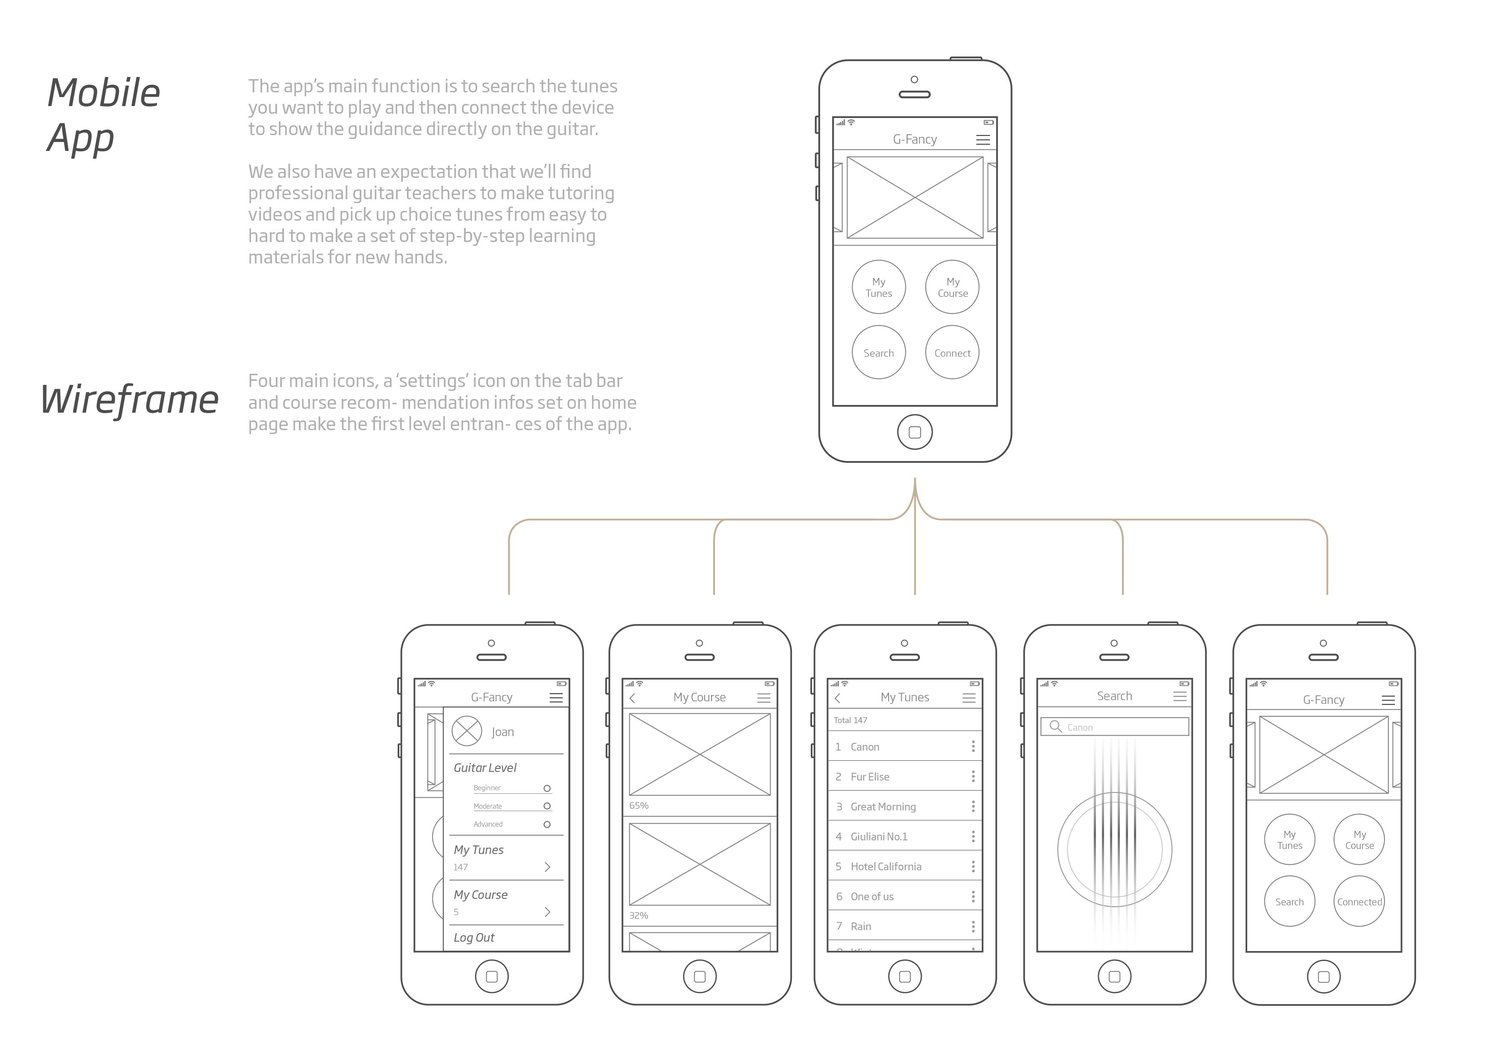 Mobile
App
The app's main function is to search the tunes
you want to play and then connect the device
to show the guidance directly on the guitar.
We also have an expectation that we'll find
professional guitar teachers to make tutoring
videos and pick up choice tunes from easy to
hard to make a set of step-by-step learning
materials for new hands.
Wireframe
Four main icons, a 'settings' icon on the tab bar
and course recom- mendation infos set on home
page make the first level entran- ces of the app.
G-Fancy
My
Tunes
My
Course
Search
Connect
G-Fancy
Joan
Guitar Level
Beginner
Moderate
Advanced
My Tunes
147
My Course
5
Log Out
My Course
65%
32%
My Tunes
Total 147
1 Canon
2 Fur Elise
3 Great Morning
4 Giuliani No.1
5 Hotel California
6 One of us
7 Rain
Search
Canon
G-Fancy
My
Tunes
My
Course
Search
Connected